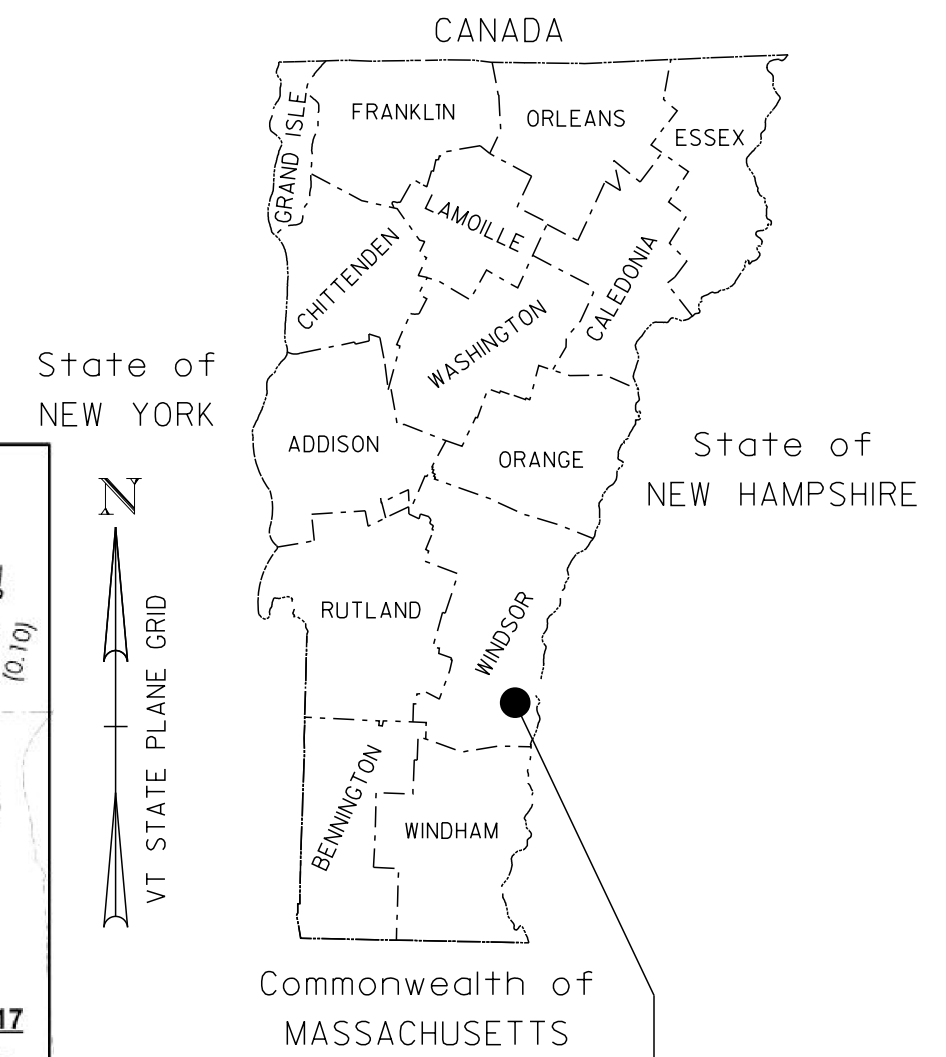 CANADA
FRANKLIN
ORLEANS
ESSEX
GRAND ISLE
LAMOILLE
CHITTENDEN
CALEDONIA
WASHINGTON
State of
NEW YORK
ADDISON
ORANGE
State of
NEW HAMPSHIRE
N
VT STATE PLANE GRID
(0.10)
RUTLAND
WINDSOR
BENNINGTON
WINDHAM
Commonwealth of
MASSACHUSETTS
17